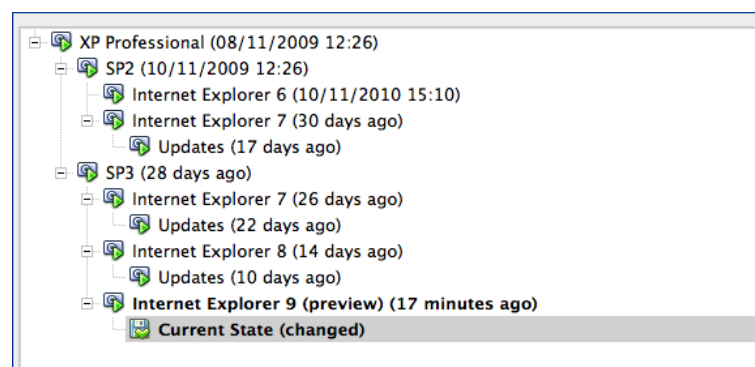 XP Professional (08/11/2009 12:26)
SP2 (10/11/2009 12:26)
Internet Explorer 6 (10/11/2010 15:10)
Internet Explorer 7 (30 days ago)
Updates (17 days ago)
SP3 (28 days ago)
Internet Explorer 7 (26 days ago)
Updates (22 days ago)
Internet Explorer 8 (14 days ago)
Updates (10 days ago)
Internet Explorer 9 (preview) (17 minutes ago)
Current State (changed)